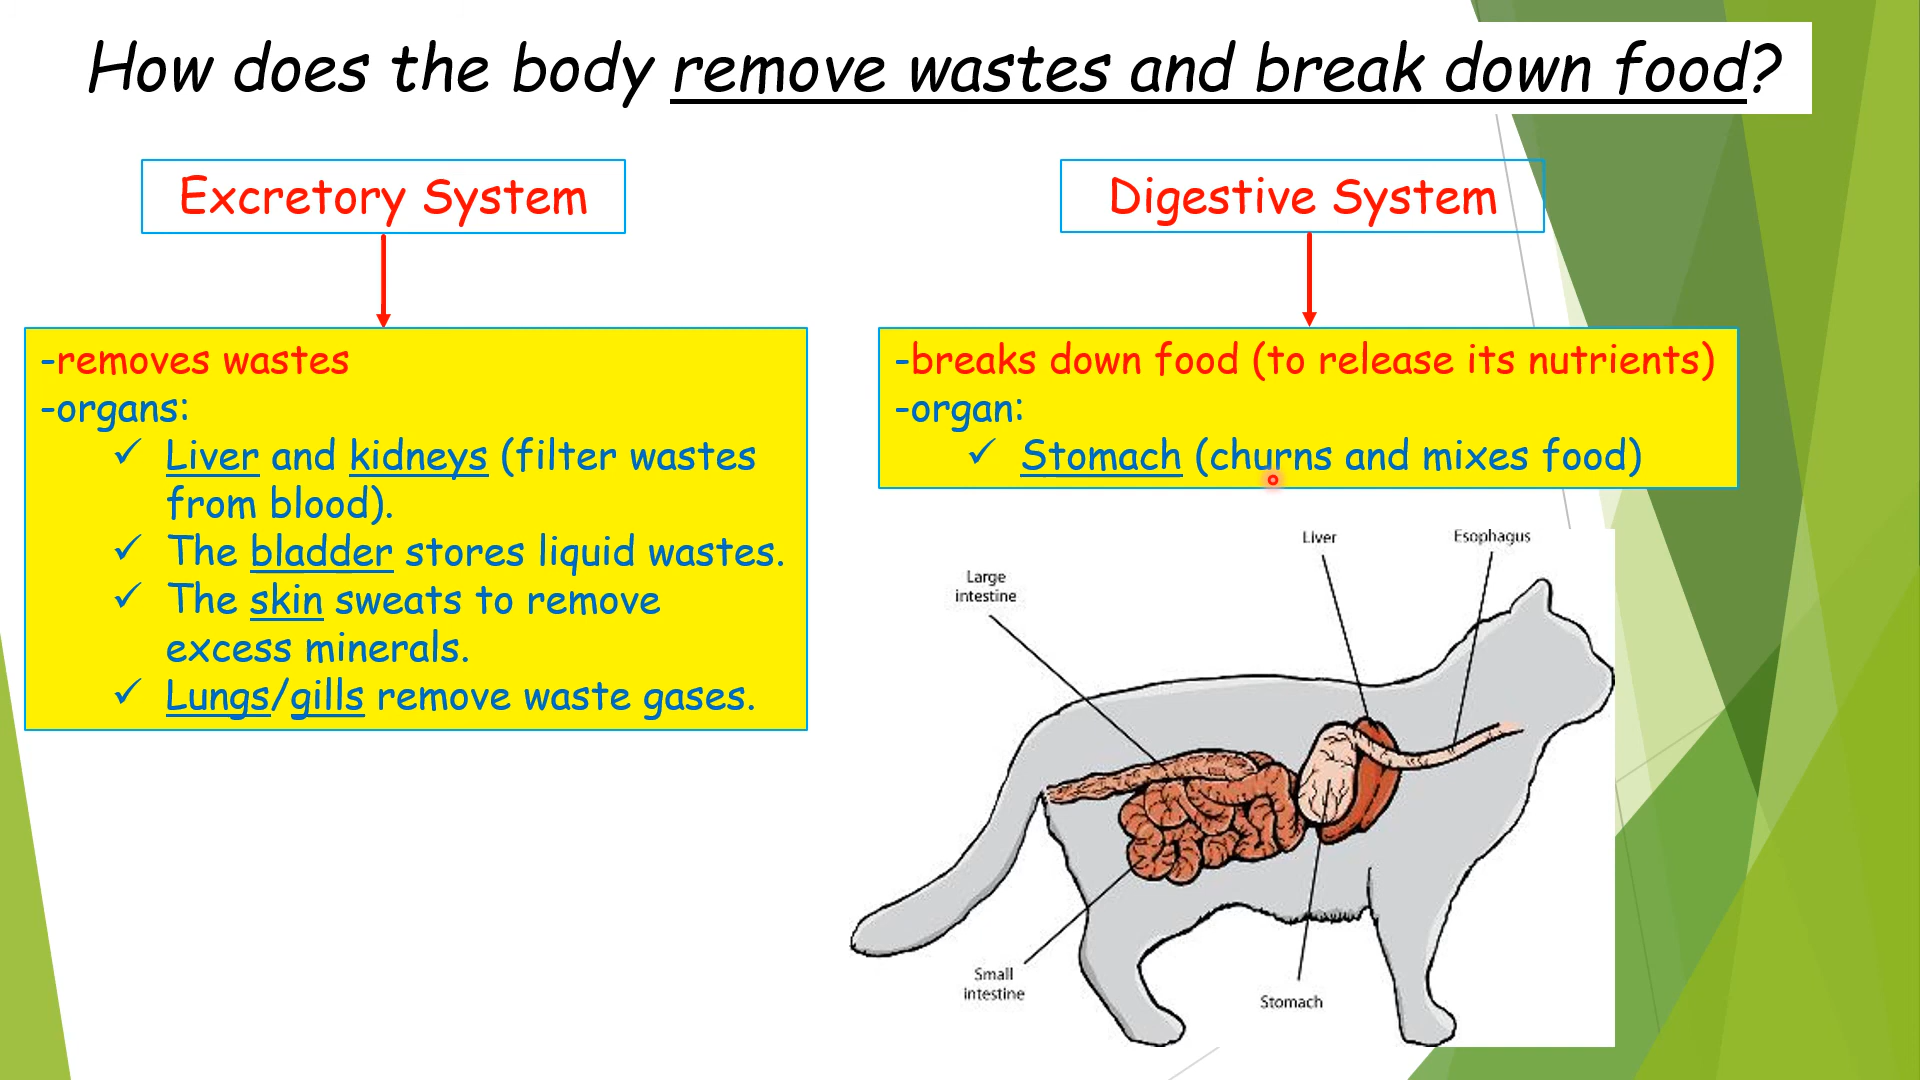 How does the body remove wastes and break down food?
Excretory System
-removes wastes
-organs:
✓ Liver and kidneys (filter wastes
from blood).
✓ The bladder stores liquid wastes.
✓ The skin sweats to remove
excess minerals.
✓ Lungs/gills remove waste gases.
Digestive System
-breaks down food (to release its nutrients)
-organ:
✓ Stomach (churns and mixes food)
Liver
Esophagus
Large
intestine
Small
intestine
Stomach